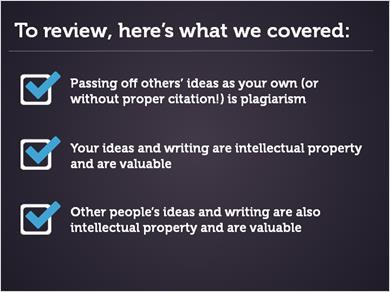 To review, here's what we covered:
Passing off others' ideas as your own (or
without proper citation!) is plagiarism
Your ideas and writing are intellectual property
and are valuable
Other people's ideas and writing are also
intellectual property and are valuable